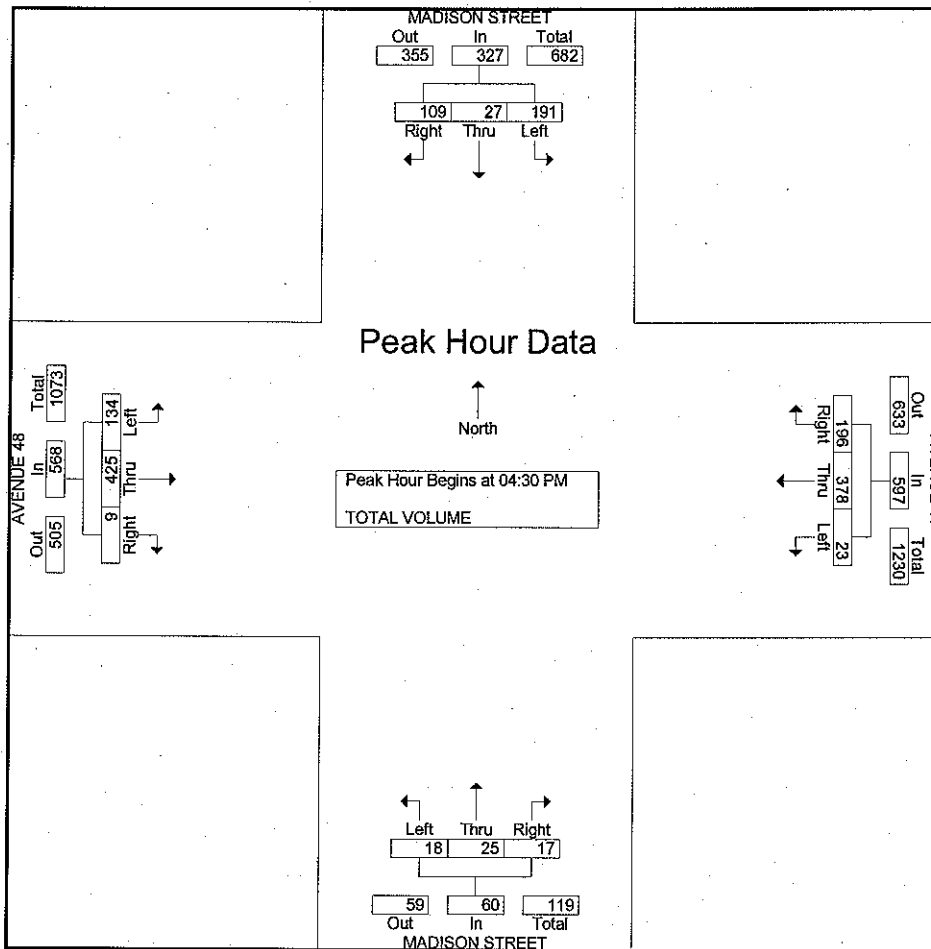 MADISON STREET
Out In Total
355 327 682
109 27 191
Right Thru Left
Peak Hour Data
North
Peak Hour Begins at 04:30 PM
TOTAL VOLUME
AVENUE 48
Out In Total
505 568 1073
Right Thru Left
9 425 134
Out In Total
633 597 1230
Right Thru Left
196 378 23
Left Thru Right
18 25 17
59 60 119
Out In Total
MADISON STREET